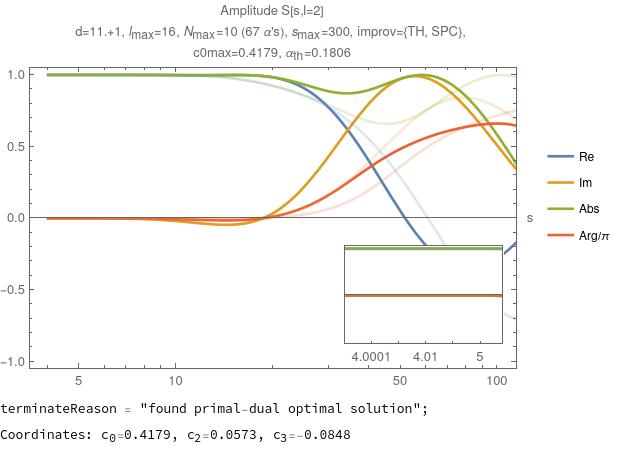 Amplitude S[s,l=2]
d=11.+1, lmax=16, Nmax=10 (67 α's), smax=300, improv={TH, SPC},
c0max=0.4179, αth=0.1806
1.0
0.5
0.0
-0.5
-1.0
s
5
10
50
100
4.0001
4.01
5
Re
Im
Abs
Arg/π
terminateReason = "found primal-dual optimal solution";
Coordinates: c0=0.4179, c2=0.0573, c3=-0.0848